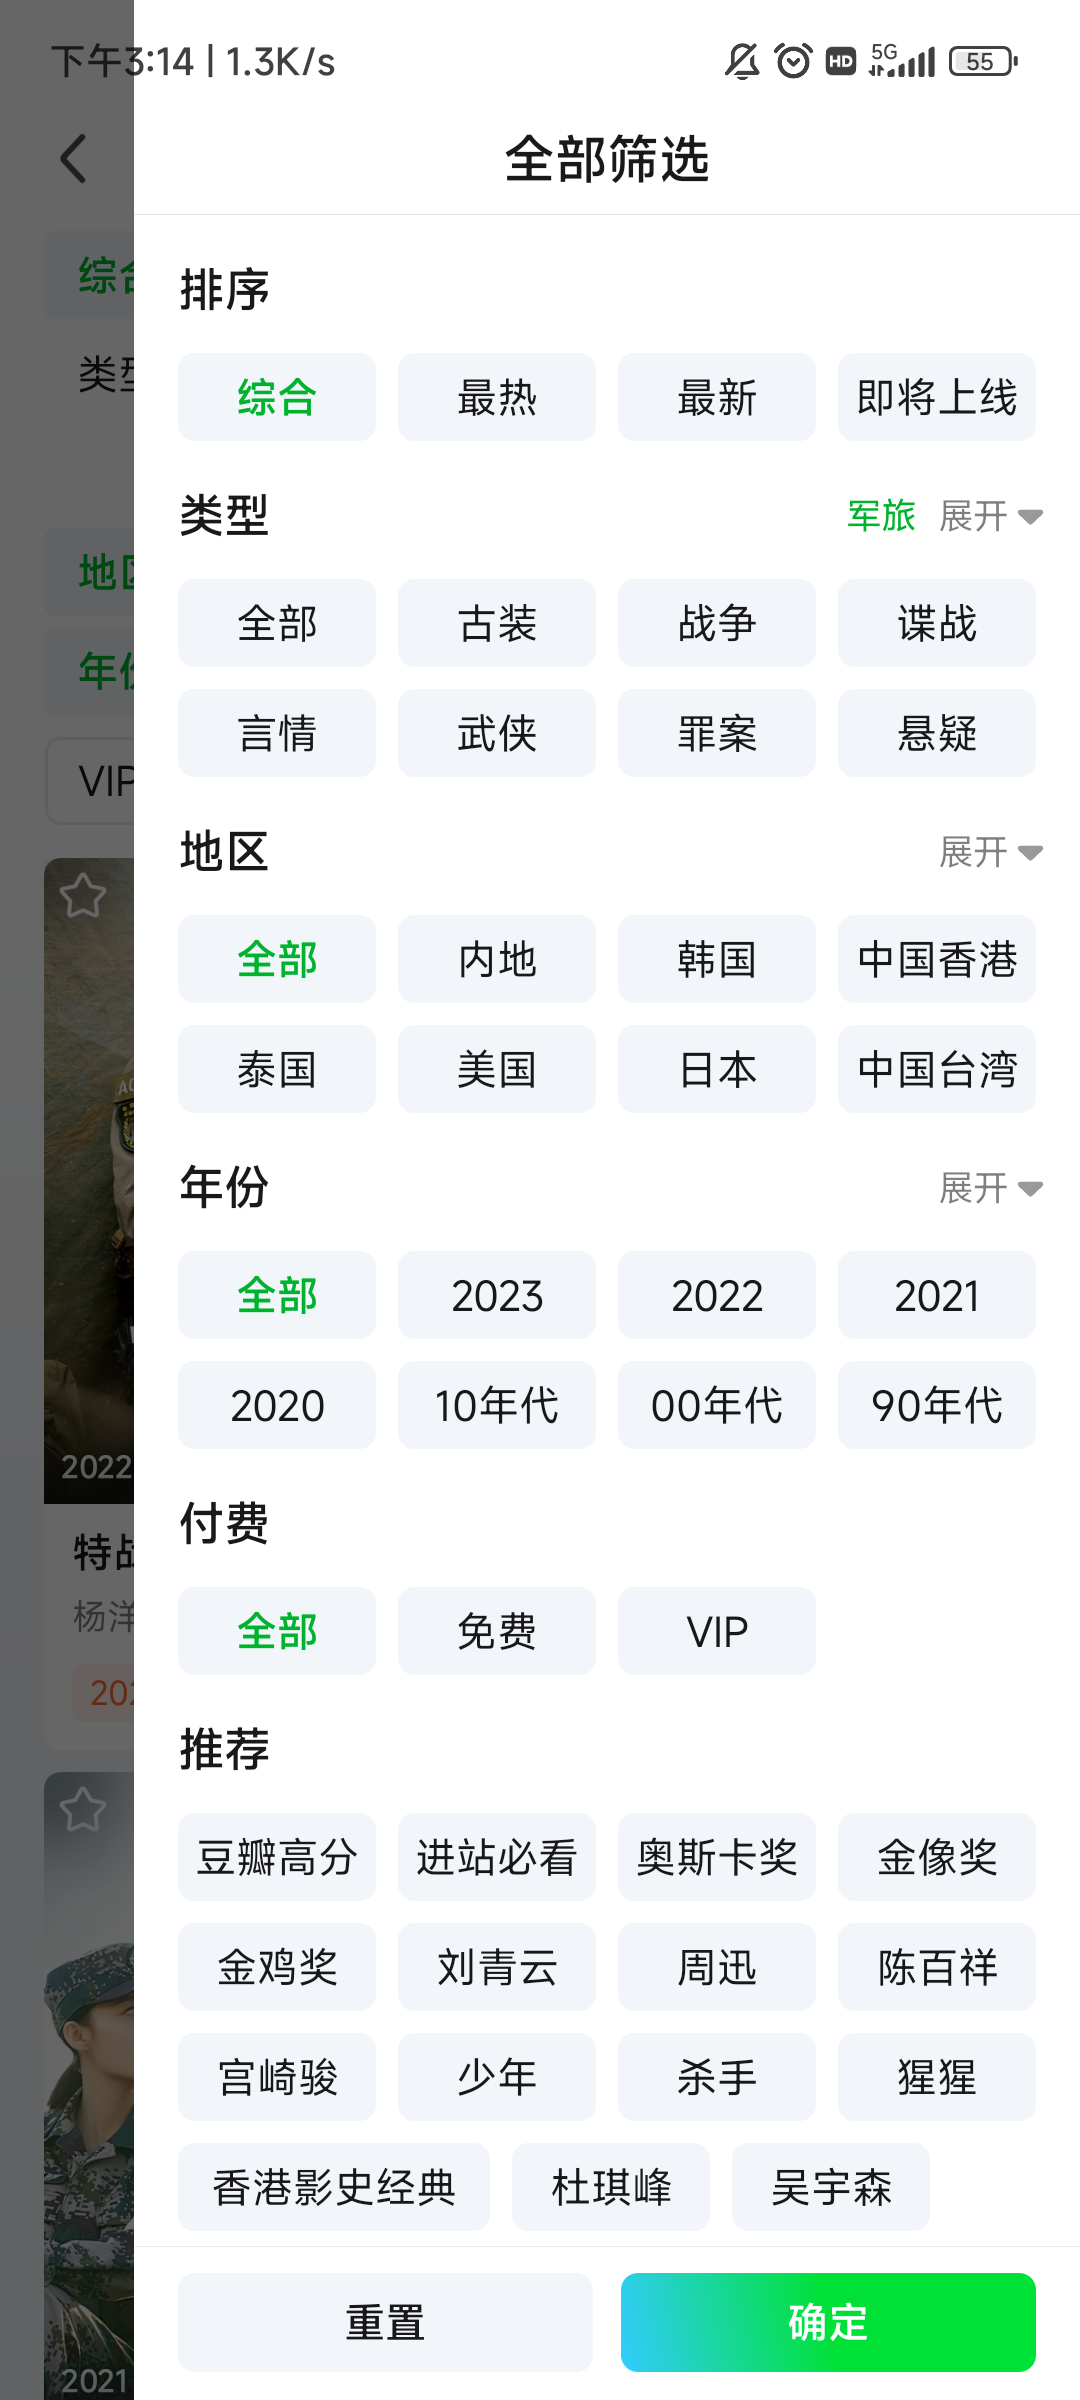 下午3:14 | 1.3K/s
HD 5G 55
全部筛选
排序
综合 最热 最新 即将上线
类型 军旅 展开
全部 古装 战争 谍战
言情 武侠 罪案 悬疑
地区 展开
全部 内地 韩国 中国香港
泰国 美国 日本 中国台湾
年份 展开
全部 2023 2022 2021
2020 10年代 00年代 90年代
付费
全部 免费 VIP
推荐
豆瓣高分 进站必看 奥斯卡奖 金像奖
金鸡奖 刘青云 周迅 陈百祥
宫崎骏 少年 杀手 猩猩
香港影史经典 杜琪峰 吴宇森
重置 确定
综合
类型
地区
年份
VIP
2022
特战
杨洋
202
2021